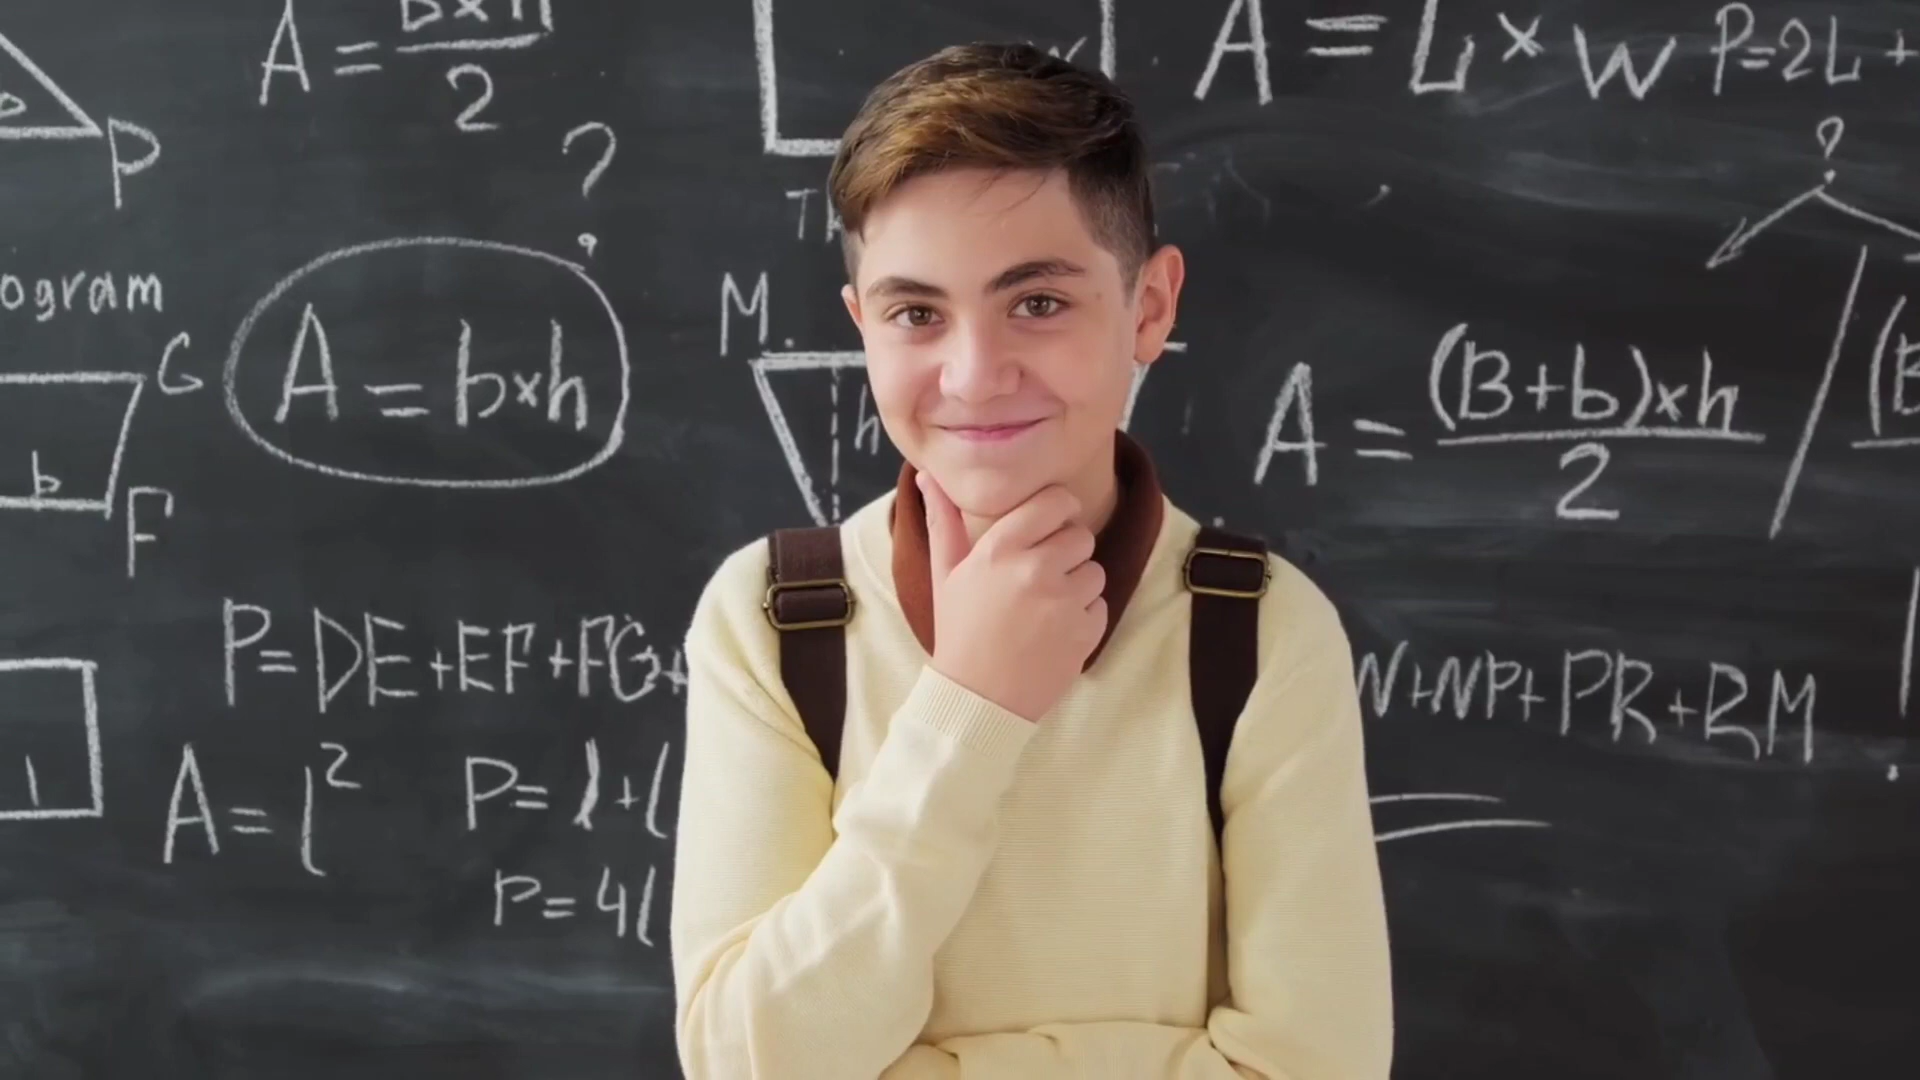 A = b×h / 2
A = L × W
P=2L +
P
?
?
M
ogram
G
A = b×h
h
A = (B+b)×h / 2
b
F
P=DE+EF+FG+
N+NP+PR+RM
A = l²
P= l+l
P=4l